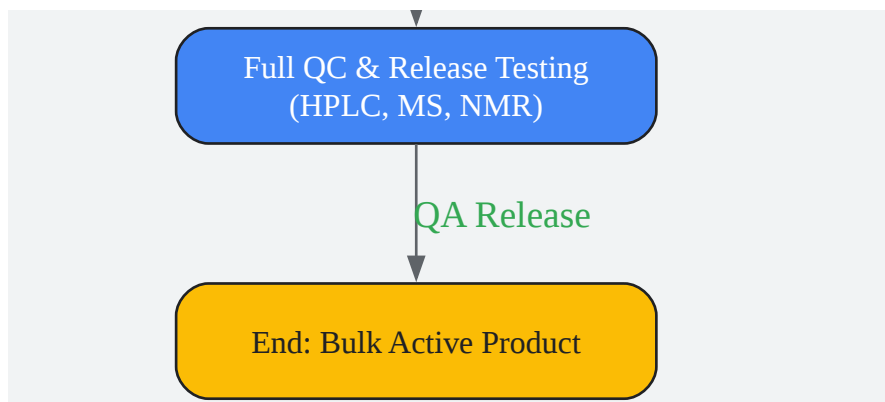 Full QC & Release Testing
(HPLC, MS, NMR)
QA Release
End: Bulk Active Product